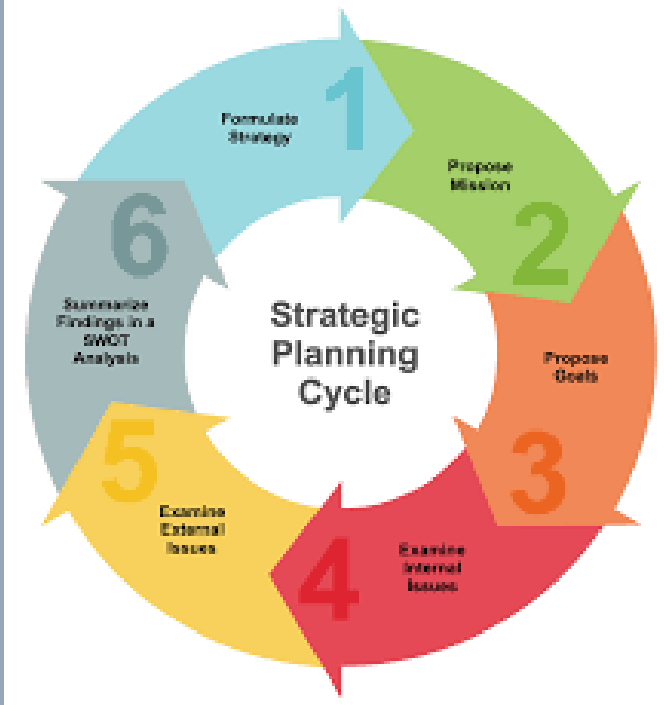 Formulate
Strategy
1
Propose
Mission
2
Propose
Goals
3
Examine
Internal
Issues
4
Examine
External
Issues
5
Summarize
Findings in a
SWOT
Analysis
6
Strategic
Planning
Cycle